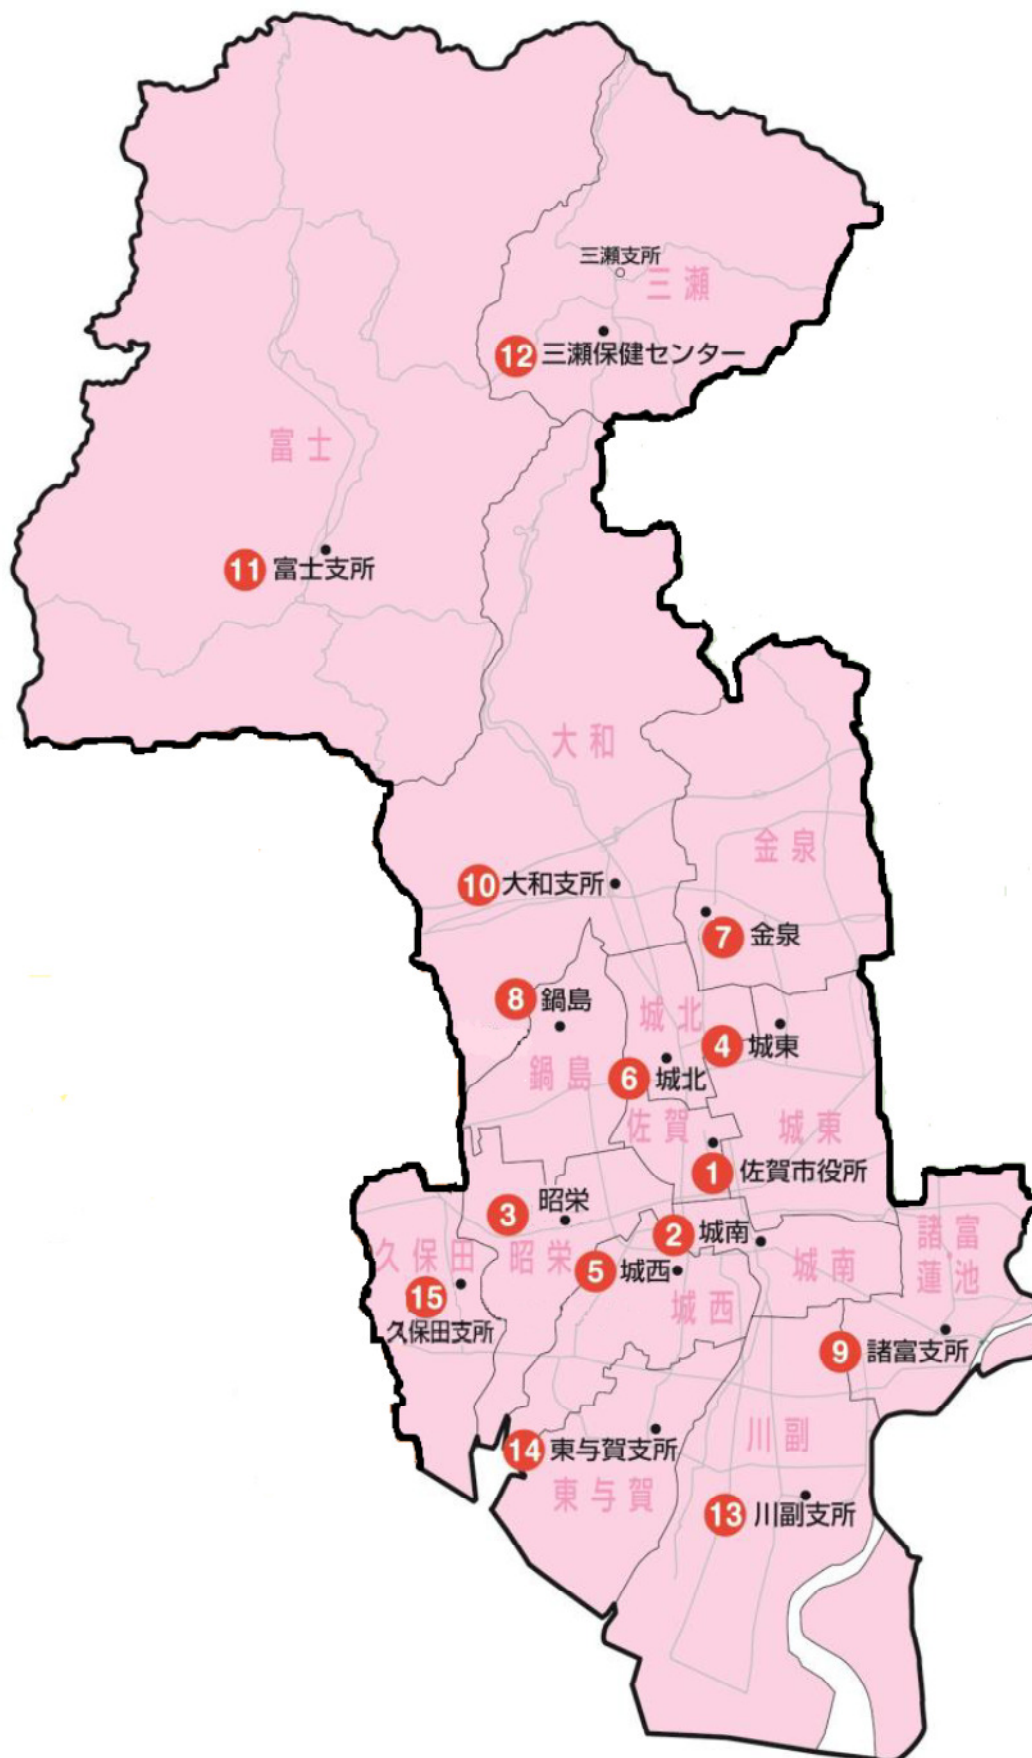 三瀬支所
三瀬
12 三瀬保健センター
富士
11 富士支所
大和
金泉
10 大和支所
7 金泉
8 鍋島
城北
4 城東
鍋島
6 城北
佐賀
城東
1 佐賀市役所
3 昭栄
2 城南
諸富
蓮池
久保田
昭栄
5 城西
城南
城西
15
久保田支所
9 諸富支所
川副
14 東与賀支所
東与賀
13 川副支所